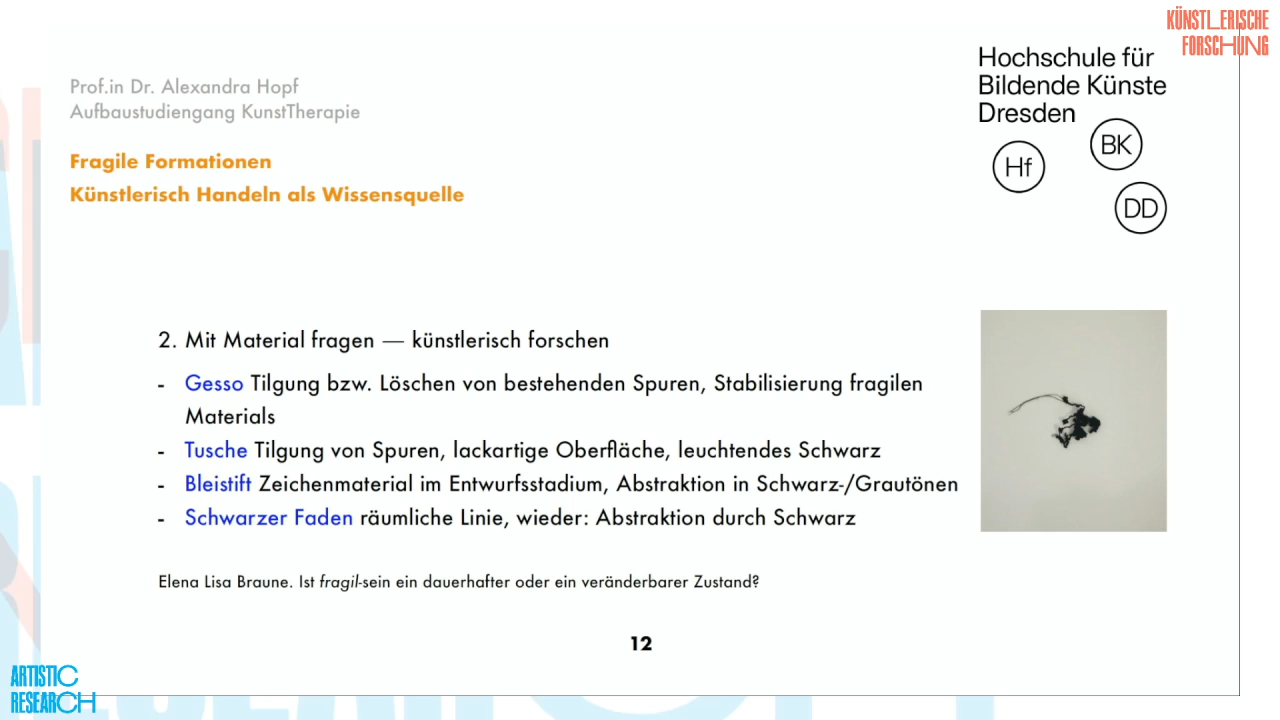 KÜNSTLERISCHE
FORSCHUNG
Prof.in Dr. Alexandra Hopf
Aufbaustudiengang KunstTherapie
Fragile Formationen
Künstlerisch Handeln als Wissensquelle
Hochschule für
Bildende Künste
Dresden
BK
Hf
DD
2. Mit Material fragen — künstlerisch forschen
- Gesso Tilgung bzw. Löschen von bestehenden Spuren, Stabilisierung fragilen
Materials
- Tusche Tilgung von Spuren, lackartige Oberfläche, leuchtendes Schwarz
- Bleistift Zeichenmaterial im Entwurfsstadium, Abstraktion in Schwarz-/Grautönen
- Schwarzer Faden räumliche Linie, wieder: Abstraktion durch Schwarz
Elena Lisa Braune. Ist fragil-sein ein dauerhafter oder ein veränderbarer Zustand?
12
ARTISTIC
RESEARCH